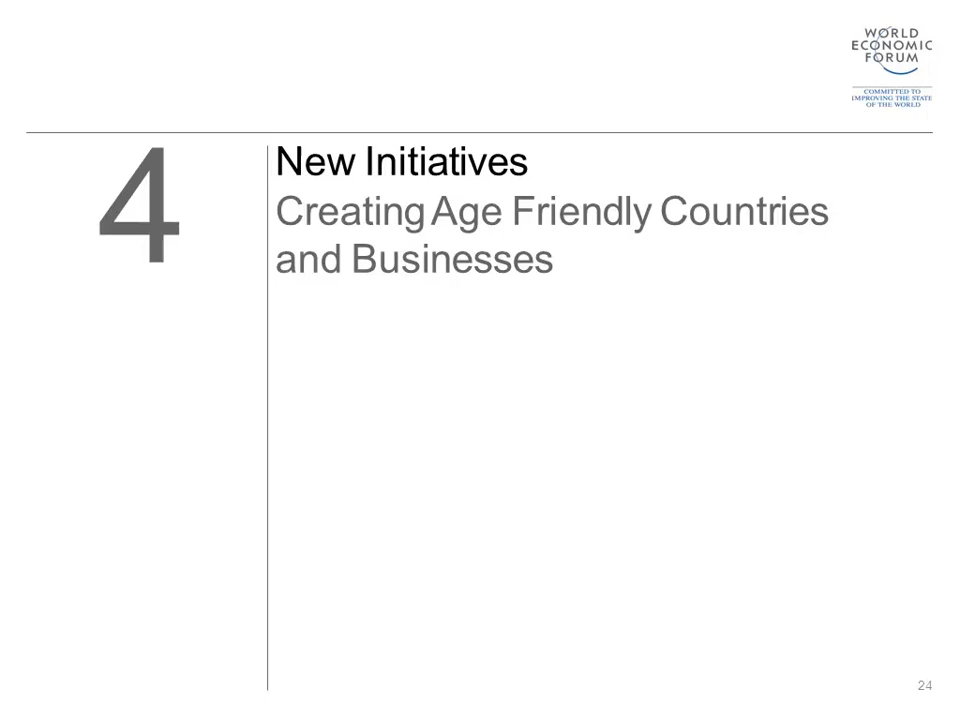 WORLD
ECONOMIC
FORUM
COMMITTED TO
IMPROVING THE STATE
OF THE WORLD
4
New Initiatives
Creating Age Friendly Countries
and Businesses
24